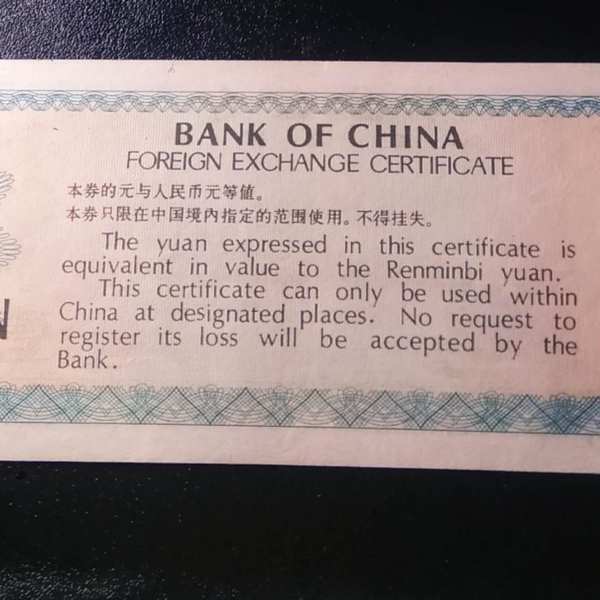 BANK OF CHINA
FOREIGN EXCHANGE CERTIFICATE
本券的元与人民币元等値。
本券只限在中国境内指定的范围使用。不得挂失。
The yuan expressed in this certificate is
equivalent in value to the Renminbi yuan.
This certificate can only be used within
China at designated places. No request to
register its loss will be accepted by the
Bank.